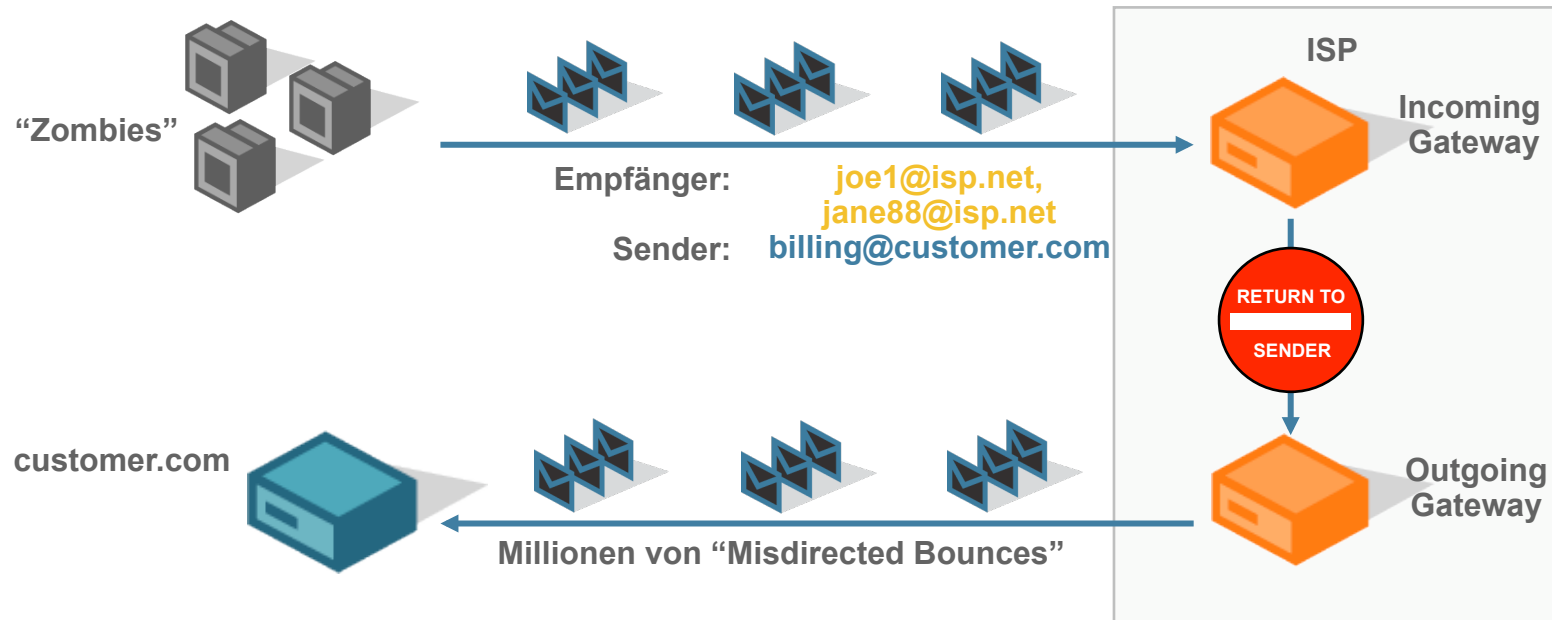 ISP
“Zombies”
Incoming
Gateway
Empfänger: joe1@isp.net,
jane88@isp.net
Sender: billing@customer.com
RETURN TO
SENDER
customer.com
Outgoing
Gateway
Millionen von “Misdirected Bounces”